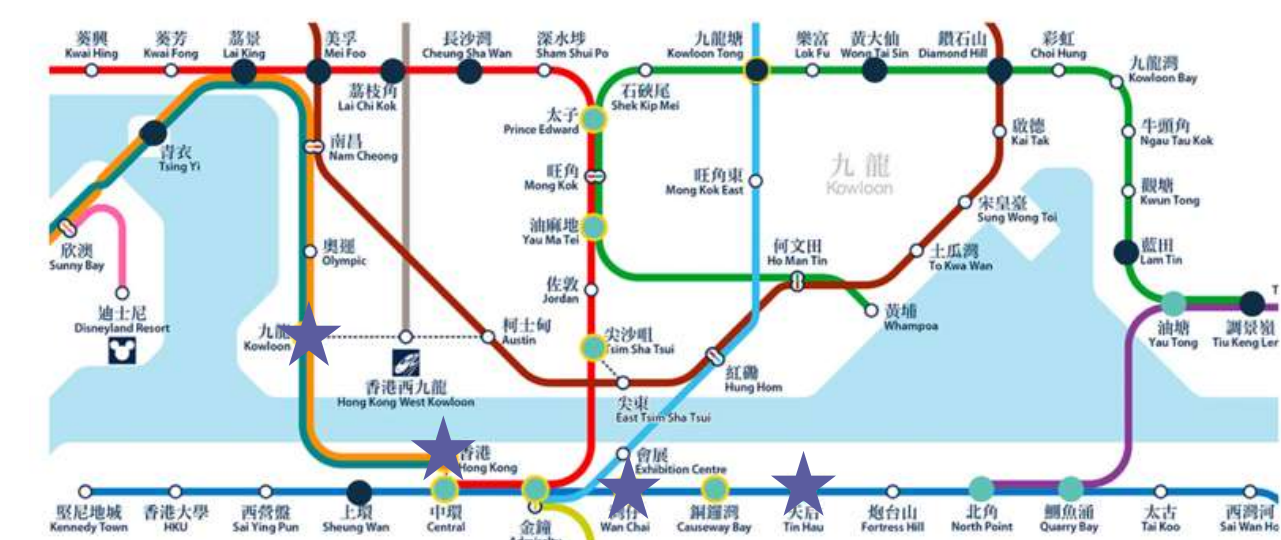 葵興
Kwai Hing
葵芳
Kwai Fong
荔景
Lai King
美孚
Mei Foo
長沙灣
Cheung Sha Wan
深水埗
Sham Shui Po
九龍塘
Kowloon Tong
樂富
Lok Fu
黃大仙
Wong Tai Sin
鑽石山
Diamond Hill
彩虹
Choi Hung
九龍灣
Kowloon Bay
荔枝角
Lai Chi Kok
石硤尾
Shek Kip Mei
太子
Prince Edward
青衣
Tsing Yi
南昌
Nam Cheong
旺角
Mong Kok
旺角東
Mong Kok East
九龍
Kowloon
啟德
Kai Tak
牛頭角
Ngau Tau Kok
觀塘
Kwun Tong
宋皇臺
Sung Wong Toi
油麻地
Yau Ma Tei
欣澳
Sunny Bay
奧運
Olympic
何文田
Ho Man Tin
土瓜灣
To Kwa Wan
藍田
Lam Tin
佐敦
Jordan
黃埔
Whampoa
迪士尼
Disneyland Resort
九龍
Kowloon
柯士甸
Austin
尖沙咀
Tsim Sha Tsui
油塘
Yau Tong
調景嶺
Tiu Keng Ler
T
香港西九龍
Hong Kong West Kowloon
紅磡
Hung Hom
尖東
East Tsim Sha Tsui
香港
Hong Kong
會展
Exhibition Centre
堅尼地城
Kennedy Town
香港大學
HKU
西營盤
Sai Ying Pun
上環
Sheung Wan
中環
Central
金鐘
Wan Chai
銅鑼灣
Causeway Bay
天后
Tin Hau
炮台山
Fortress Hill
北角
North Point
鰂魚涌
Quarry Bay
太古
Tai Koo
西灣河
Sai Wan Ho